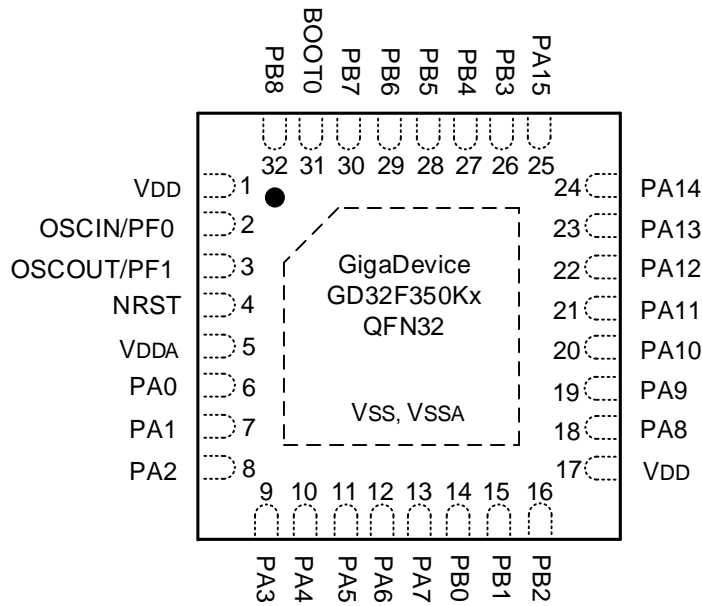 PB8
BOOT0
PB7
PB6
PB5
PB4
PB3
PA15
32
31
30
29
28
27
26
25
VDD
1
OSCIN/PF0
2
OSCOUT/PF1
3
NRST
4
VDDA
5
PA0
6
PA1
7
PA2
8
GigaDevice
GD32F350Kx
QFN32
VSS, VSSA
24
PA14
23
PA13
22
PA12
21
PA11
20
PA10
19
PA9
18
PA8
17
VDD
9
10
11
12
13
14
15
16
PA3
PA4
PA5
PA6
PA7
PB0
PB1
PB2